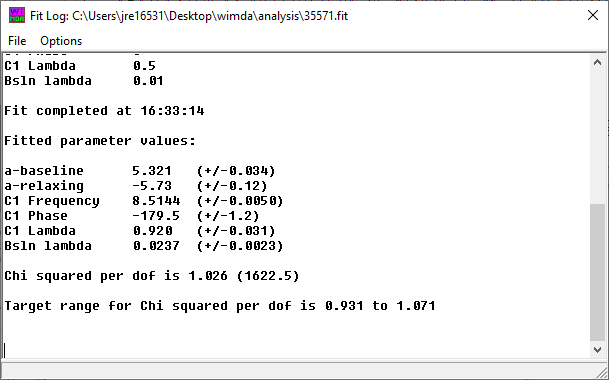 Fit Log: C:\Users\jre16531\Desktop\wimda\analysis\35571.fit
File Options
C1 Lambda 0.5
Bsln lambda 0.01
Fit completed at 16:33:14
Fitted parameter values:
a-baseline 5.321 (+/-0.034)
a-relaxing -5.73 (+/-0.12)
C1 Frequency 8.5144 (+/-0.0050)
C1 Phase -179.5 (+/-1.2)
C1 Lambda 0.920 (+/-0.031)
Bsln lambda 0.0237 (+/-0.0023)
Chi squared per dof is 1.026 (1622.5)
Target range for Chi squared per dof is 0.931 to 1.071